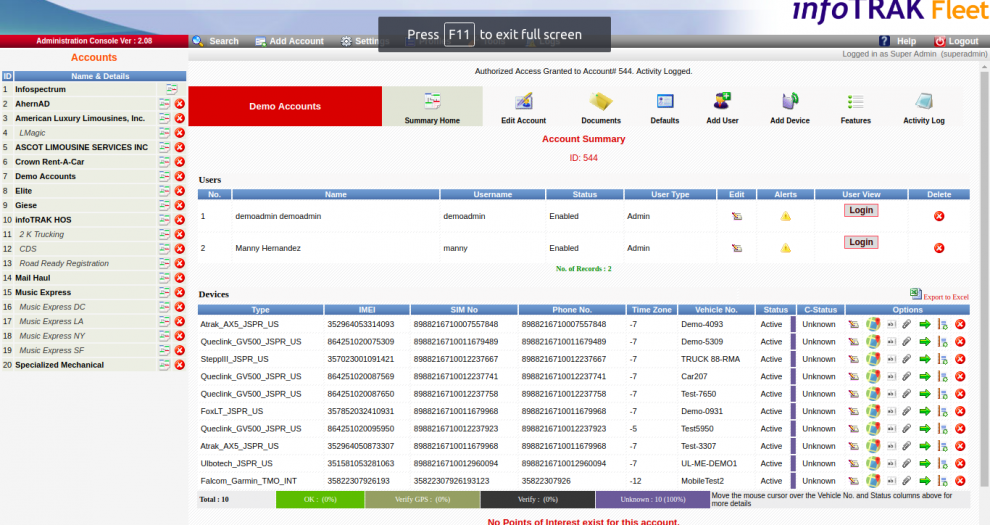 infoTRAK Fleet
Press F11 to exit full screen
Administration Console Ver : 2.08
Search Add Account Settings
Help Logout
Logged in as Super Admin (superadmin)
Accounts
ID Name & Details
1 Infospectrum
2 AhernAD
3 American Luxury Limousines, Inc.
4 LMagic
5 ASCOT LIMOUSINE SERVICES INC
6 Crown Rent-A-Car
7 Demo Accounts
8 Elite
9 Giese
10 infoTRAK HOS
11 2 K Trucking
12 CDS
13 Road Ready Registration
14 Mail Haul
15 Music Express
16 Music Express DC
17 Music Express LA
18 Music Express NY
19 Music Express SF
20 Specialized Mechanical
Authorized Access Granted to Account# 544. Activity Logged.
Demo Accounts
Summary Home Edit Account Documents Defaults Add User Add Device Features Activity Log
Account Summary
ID: 544
Users
No. Name Username Status User Type Edit Alerts User View Delete
1 demoadmin demoadmin demoadmin Enabled Admin Login
2 Manny Hernandez manny Enabled Admin Login
No. of Records : 2
Devices
Export to Excel
Type IMEI SIM No Phone No. Time Zone Vehicle No. Status C-Status Options
Atrak_AX5_JSPR_US 352964053314093 8988216710007557848 8988216710007557848 -7 Demo-4093 Active Unknown
Queclink_GV500_JSPR_US 864251020075309 8988216710011679489 8988216710011679489 -7 Demo-5309 Active Unknown
SteppIII_JSPR_US 357023001091421 8988216710012237667 8988216710012237667 -7 TRUCK 88-RMA Active Unknown
Queclink_GV500_JSPR_US 864251020087569 8988216710012237741 8988216710012237741 -7 Car207 Active Unknown
Queclink_GV500_JSPR_US 864251020087650 8988216710012237758 8988216710012237758 -7 Test-7650 Active Unknown
FoxLT_JSPR_US 357852032410931 8988216710011679968 8988216710011679968 -7 Demo-0931 Active Unknown
Queclink_GV500_JSPR_US 864251020095950 8988216710012237923 8988216710012237923 -5 Test5950 Active Unknown
Atrak_AX5_JSPR_US 352964050873307 8988216710011679968 8988216710011679968 -7 Test-3307 Active Unknown
Ulbotech_JSPR_US 351581053281063 8988216710012960094 8988216710012960094 -7 UL-ME-DEMO1 Active Unknown
Falcom_Garmin_TMO_INT 35822307926193 35822307926193123 35822307926 -12 MobileTest2 Active Unknown
Total : 10 OK : (0%) Verify GPS : (0%) Verify : (0%) Unknown : 10 (100%) Move the mouse cursor over the Vehicle No. and Status columns above for
more details
No Points of Interest exist for this account.